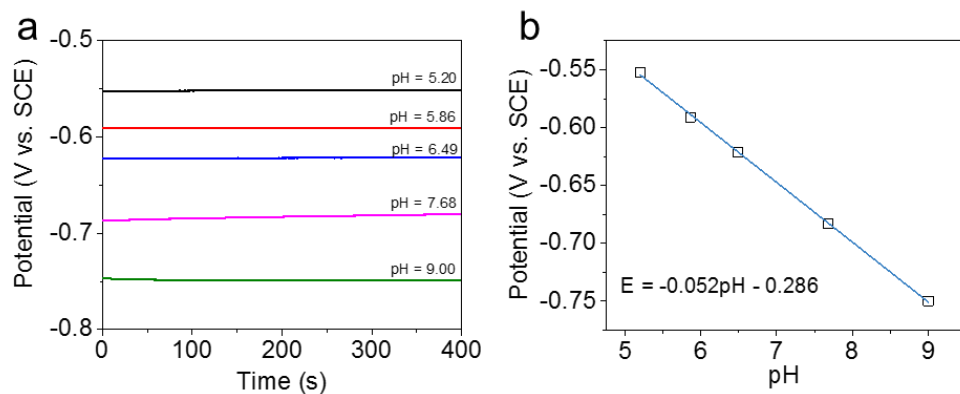 a
-0.5
-0.6
-0.7
-0.8
Potential (V vs. SCE)
pH = 5.20
pH = 5.86
pH = 6.49
pH = 7.68
pH = 9.00
0
100
200
300
400
Time (s)
b
-0.55
-0.60
-0.65
-0.70
-0.75
Potential (V vs. SCE)
E = -0.052pH - 0.286
5
6
7
8
9
pH